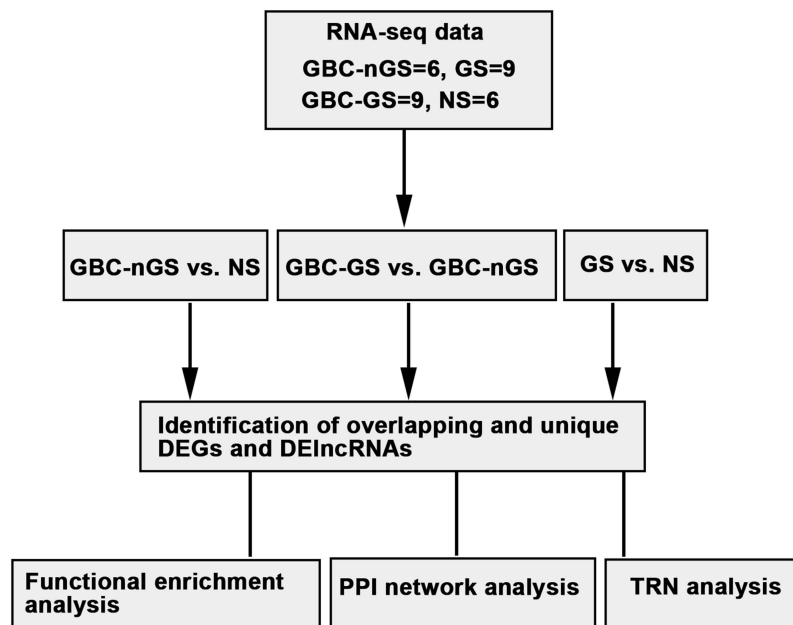 RNA-seq data
GBC-nGS=6, GS=9
GBC-GS=9, NS=6
GBC-nGS vs. NS
GBC-GS vs. GBC-nGS
GS vs. NS
Identification of overlapping and unique
DEGs and DElncRNAs
Functional enrichment
analysis
PPI network analysis
TRN analysis